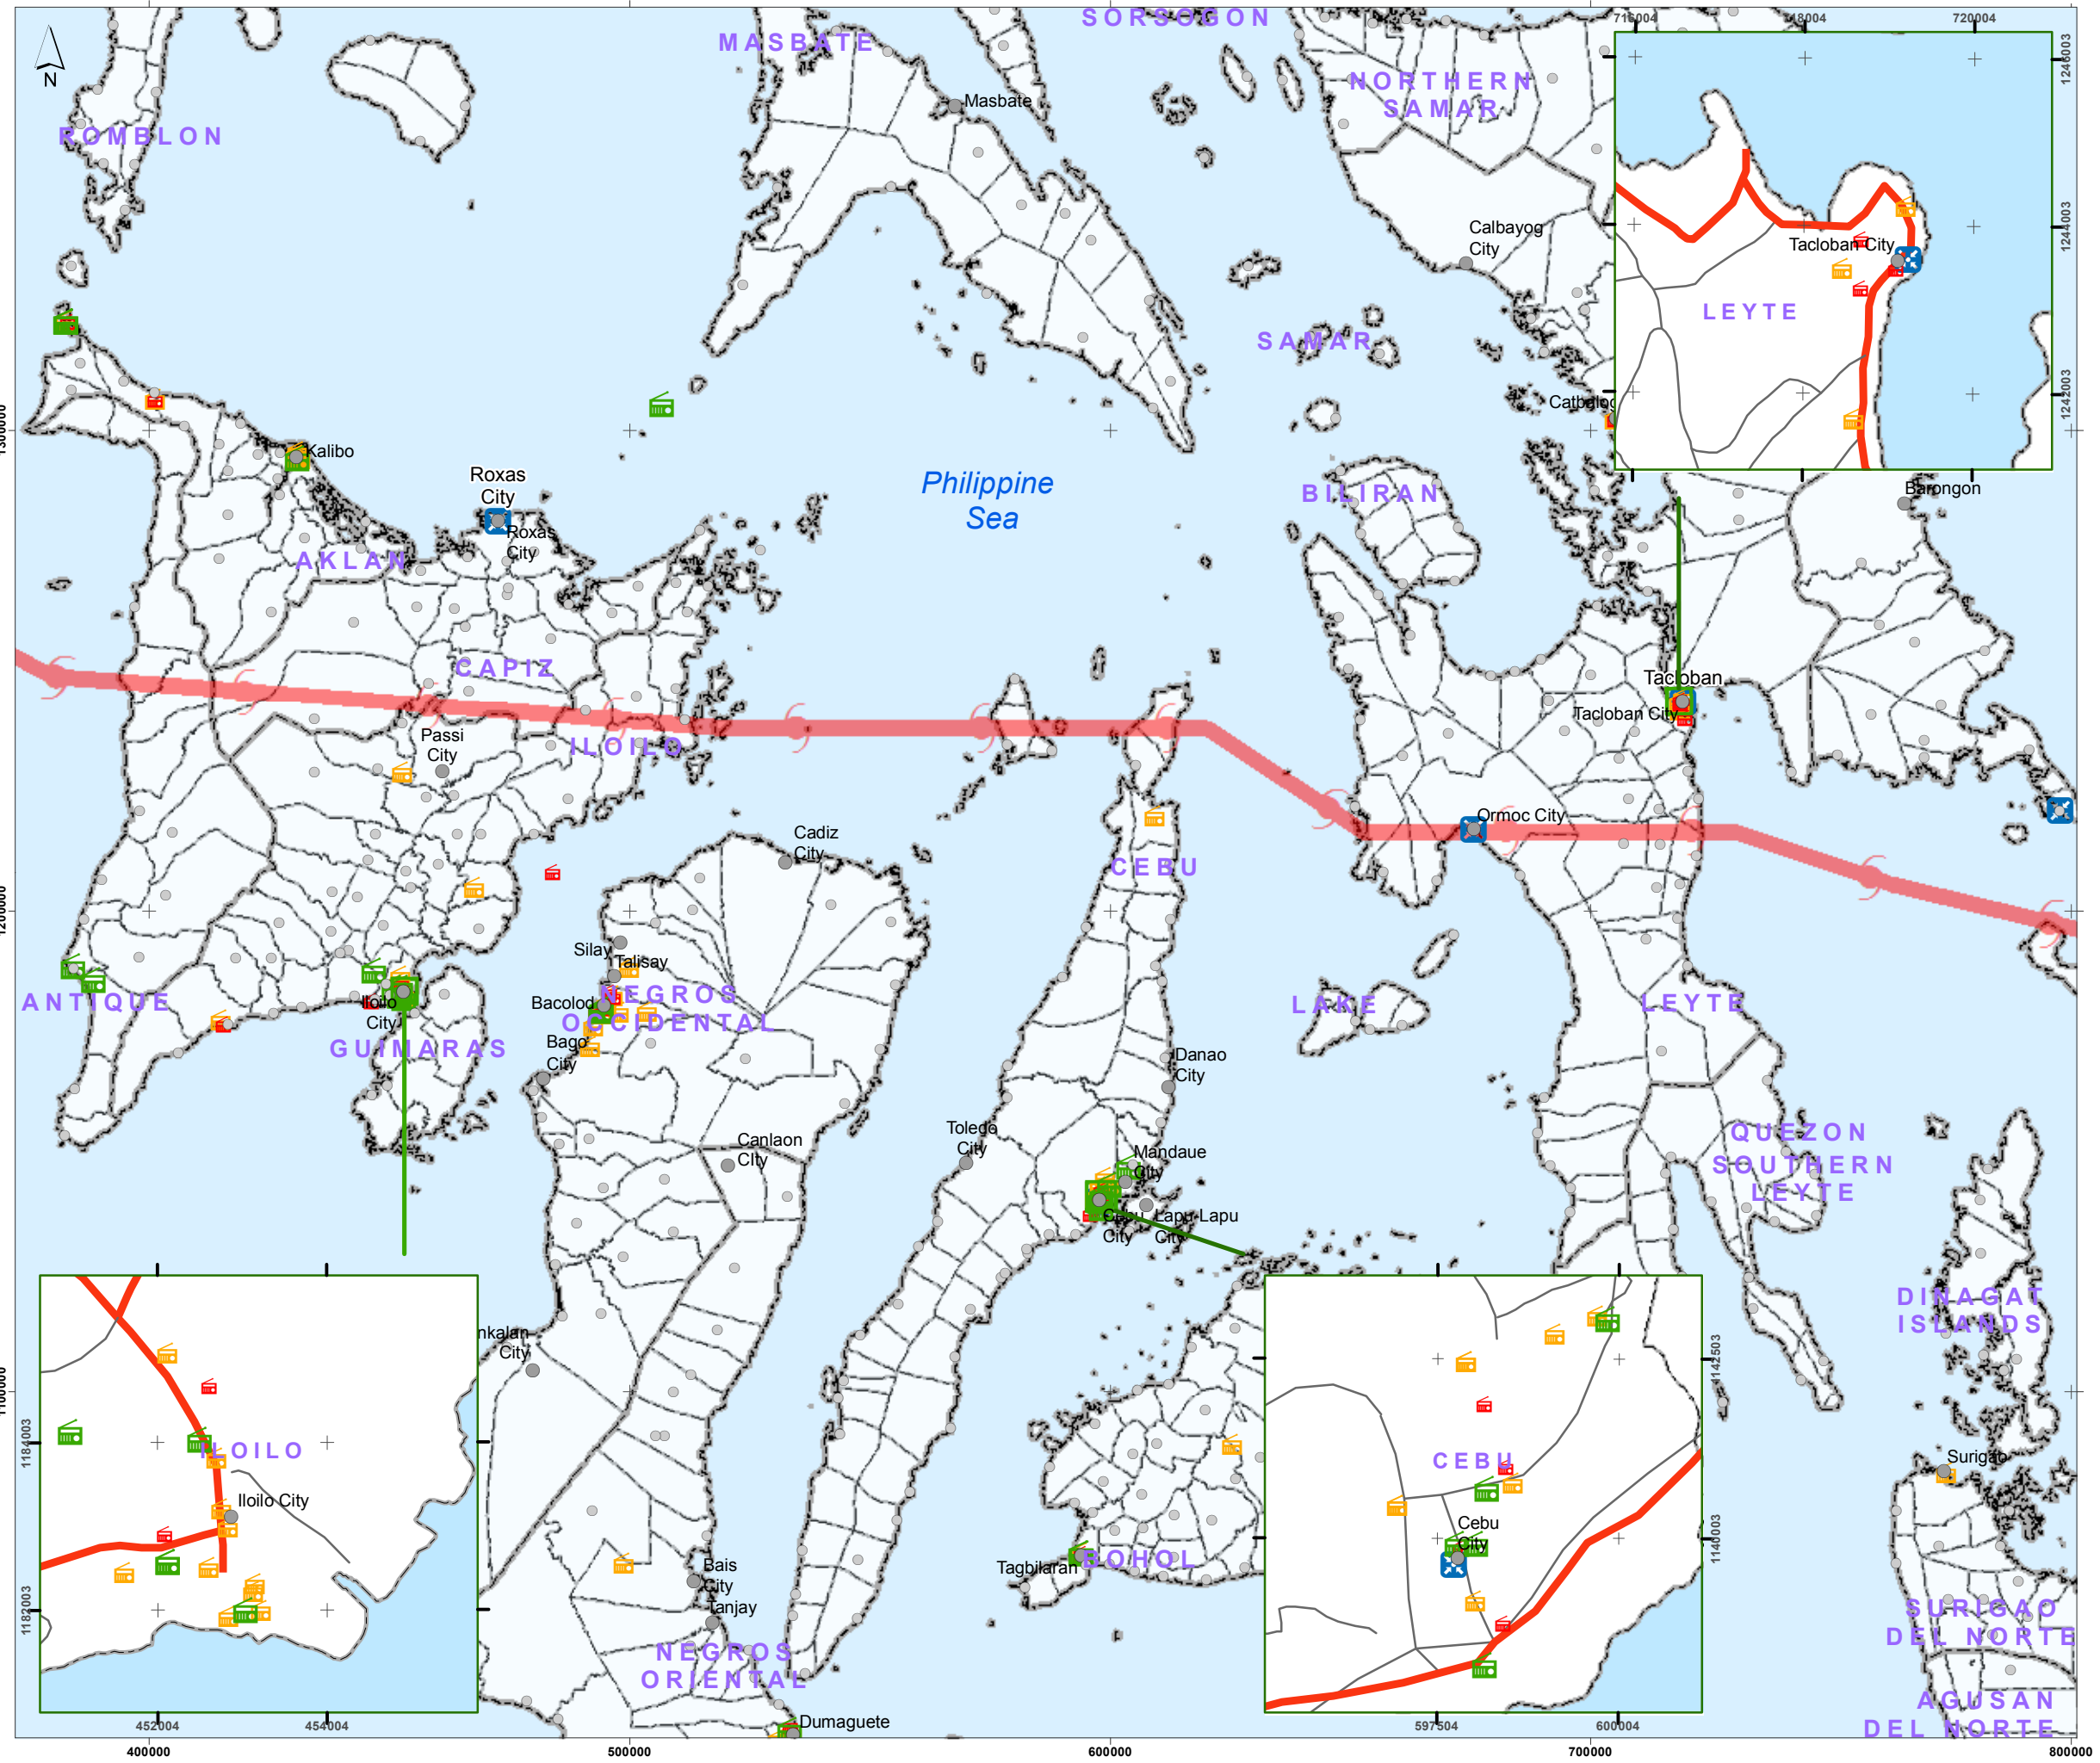 SORSOGON
MASBATE
716004
718004
720004
N
ROMBLON
Masbate
NORTHERN
SAMAR
1246003
Calbayog
City
1244003
Tacloban City
LEYTE
SAMAR
1242003
Kalibo
Roxas
City
Roxas
City
Philippine
Sea
BILIRAN
Barongon
AKLAN
CAPIZ
Tacloban
Tacloban City
Passi
City
ILOILO
Ormoc City
Cadiz
City
CEBU
Silay
Talisay
ANTIQUE
Iloilo
City
Bacolod
NEGROS
OCCIDENTAL
LAKE
LEYTE
GUIMARAS
Bago
City
Danao
City
Toledo
City
Canlaon
CIty
Mandaue
City
QUEZON
SOUTHERN
LEYTE
Cebu
City
Lapu-Lapu
City
DINAGAT
ISLANDS
nkalan
City
1184003
ILOILO
Iloilo City
1182003
452004
454004
1142503
CEBU
Cebu
City
1140003
597504
600004
Surigao
Tagbilaran
BOHOL
Bais
City
Tanjay
NEGROS
ORIENTAL
Dumaguete
SURIGAO
DEL NORTE
AGUSAN
DEL NORTE
400000
500000
600000
700000
800000